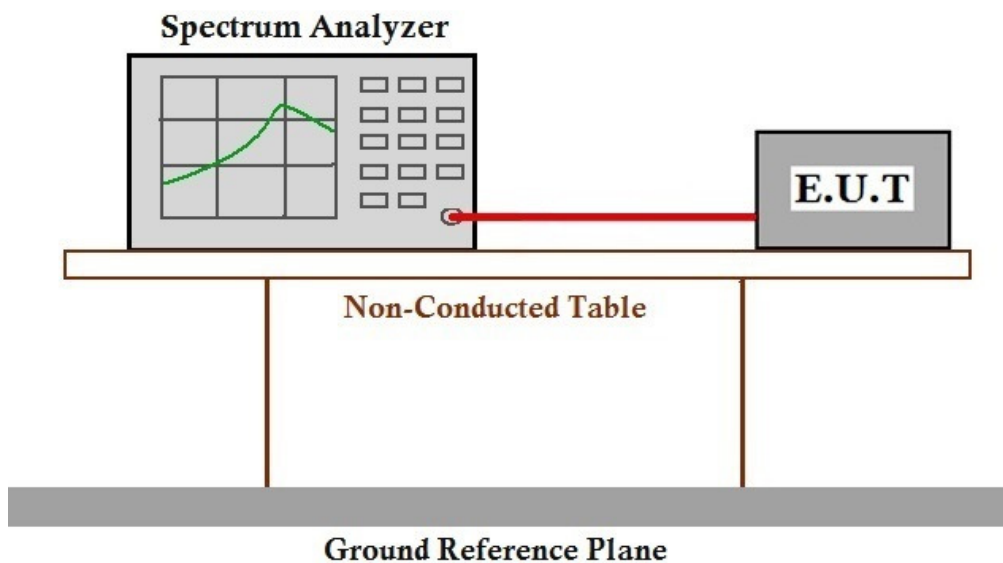 Spectrum Analyzer
E.U.T
Non-Conducted Table
Ground Reference Plane